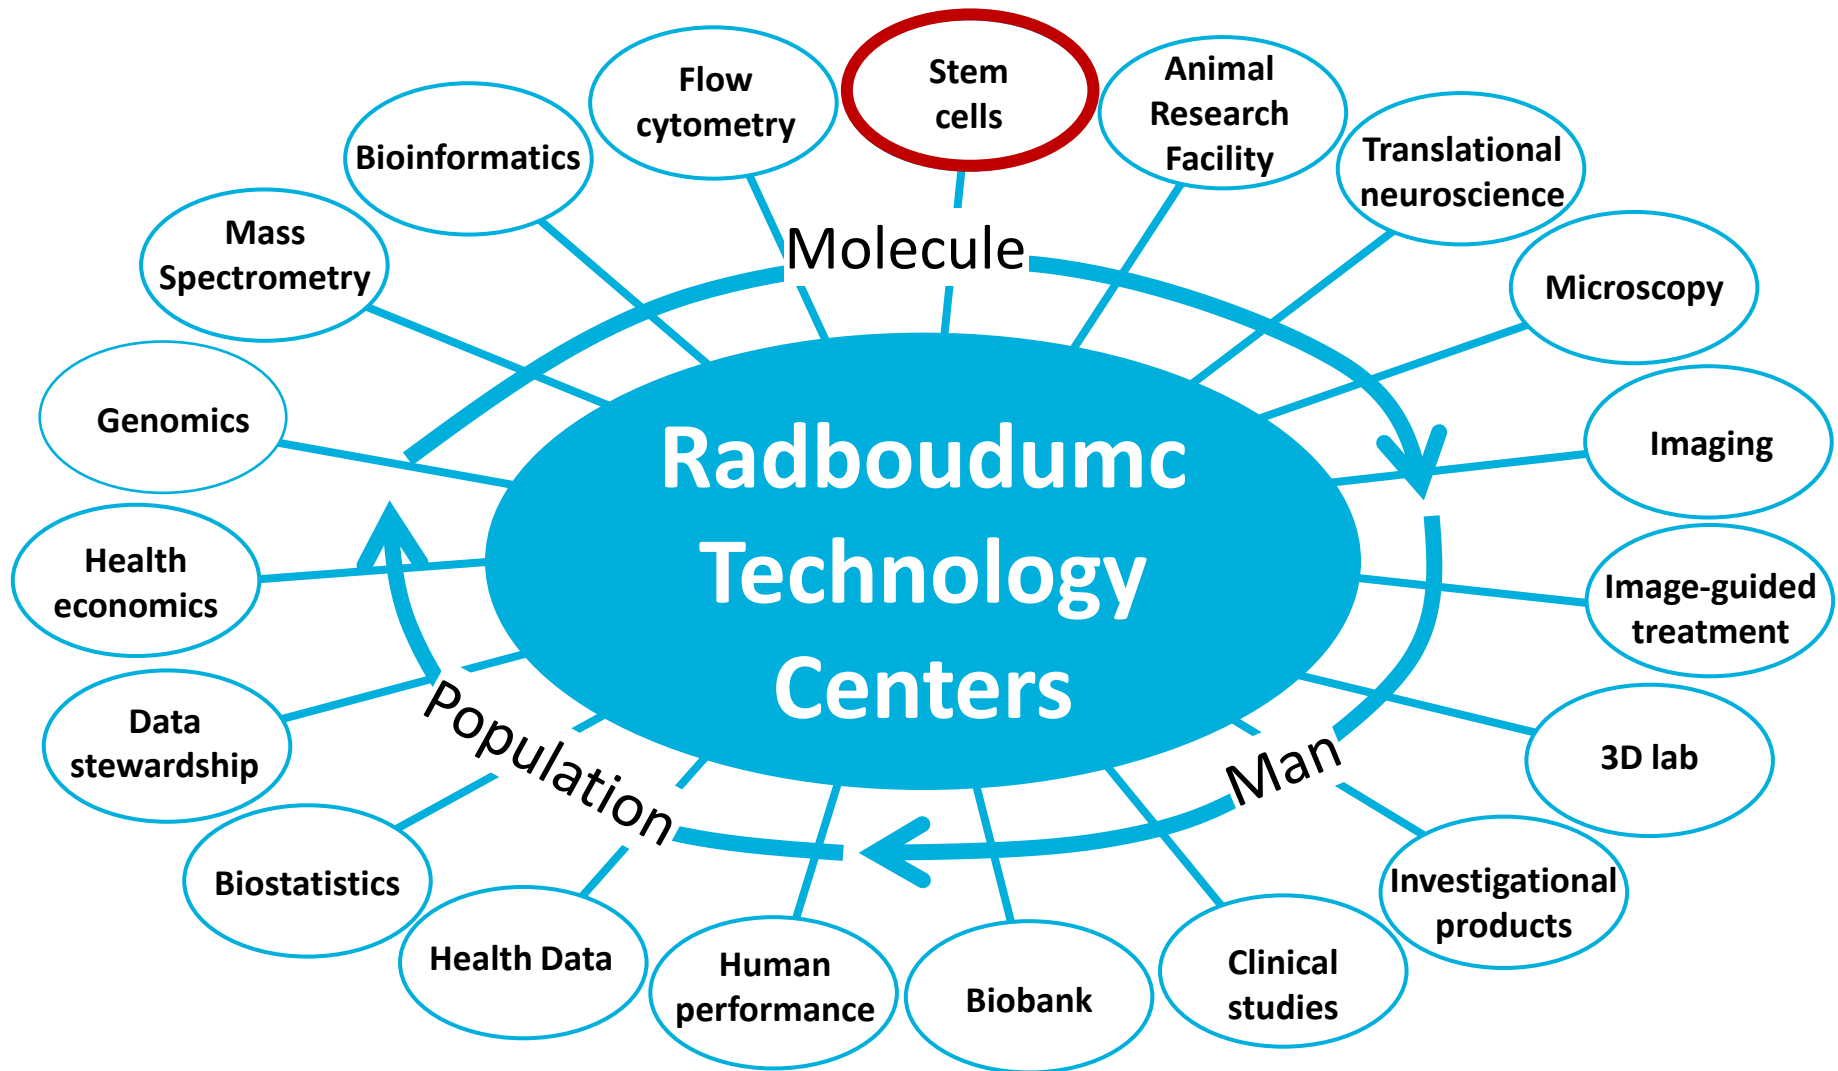 Stem
cells
Animal
Research
Facility
Translational
neuroscience
Microscopy
Imaging
Image-guided
treatment
3D lab
Investigational
products
Clinical
studies
Biobank
Human
performance
Health Data
Biostatistics
Data
stewardship
Health
economics
Genomics
Mass
Spectrometry
Bioinformatics
Flow
cytometry
Molecule
Man
Population
Radboudumc
Technology
Centers